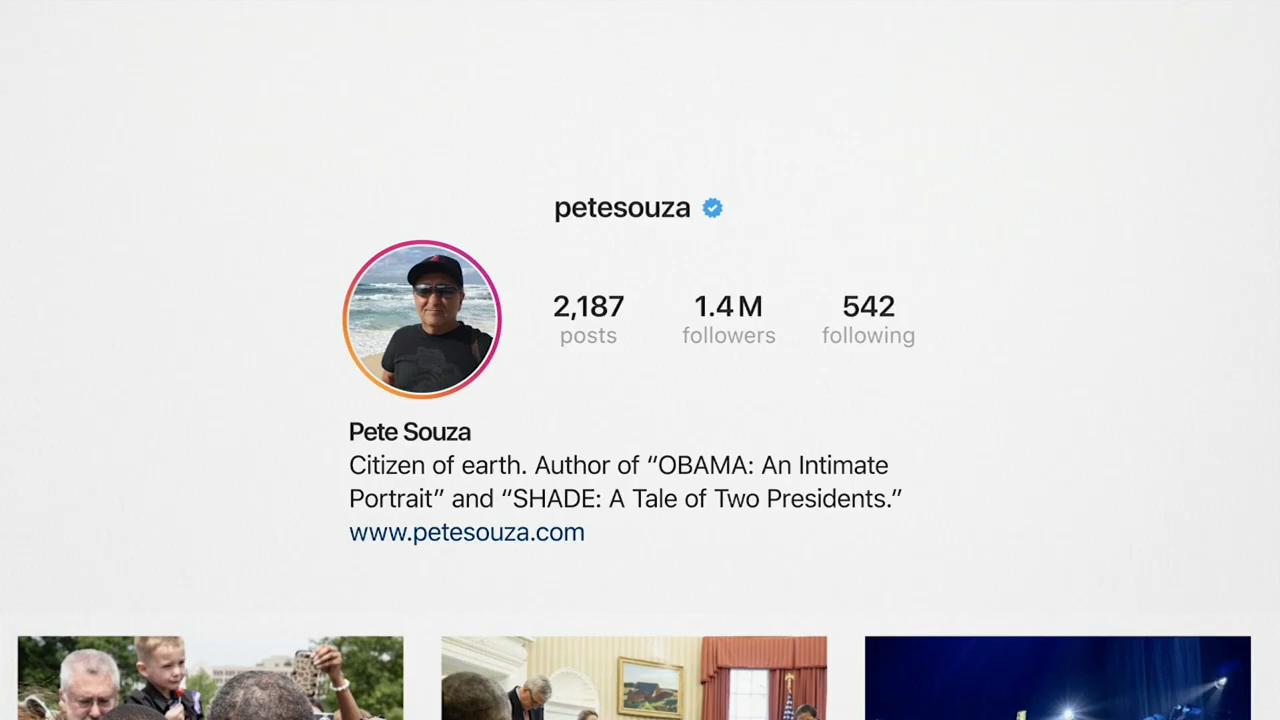 petesouza
2,187 1.4 M 542
posts followers following
Pete Souza
Citizen of earth. Author of “OBAMA: An Intimate
Portrait” and “SHADE: A Tale of Two Presidents.”
www.petesouza.com